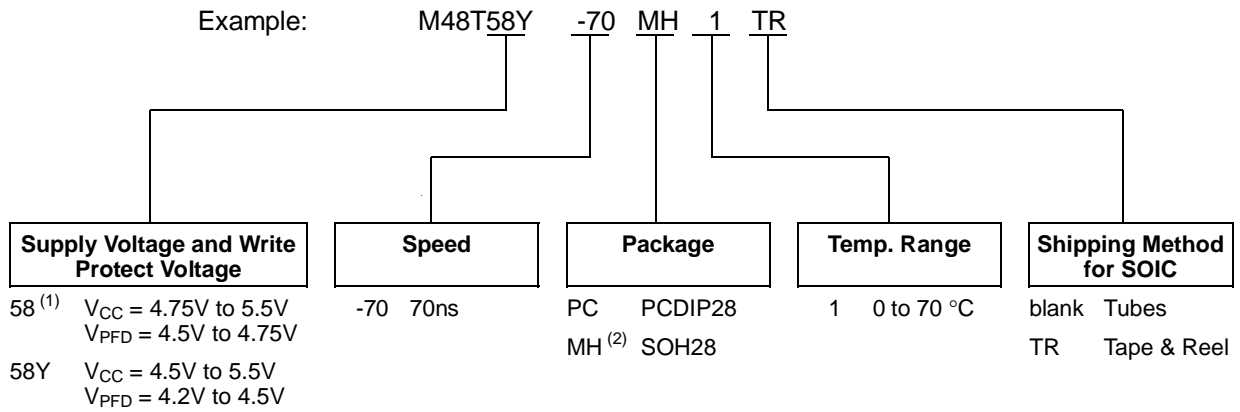 Example: M48T58Y -70 MH 1 TR
Supply Voltage and Write
Protect Voltage
Speed
Package
Temp. Range
Shipping Method
for SOIC
58 (1) VCC = 4.75V to 5.5V
VPFD = 4.5V to 4.75V
58Y VCC = 4.5V to 5.5V
VPFD = 4.2V to 4.5V
-70 70ns
PC PCDIP28
MH (2) SOH28
1 0 to 70 °C
blank Tubes
TR Tape & Reel